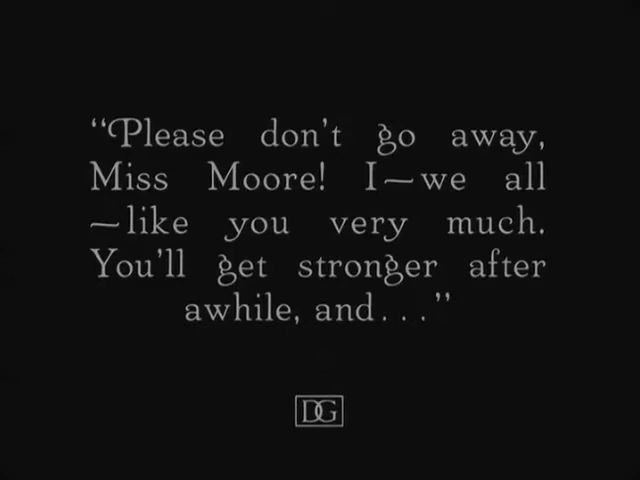 “Please don’t go away,
Miss Moore! I—we all
—like you very much.
You’ll get stronger after
awhile, and . . .”
DG